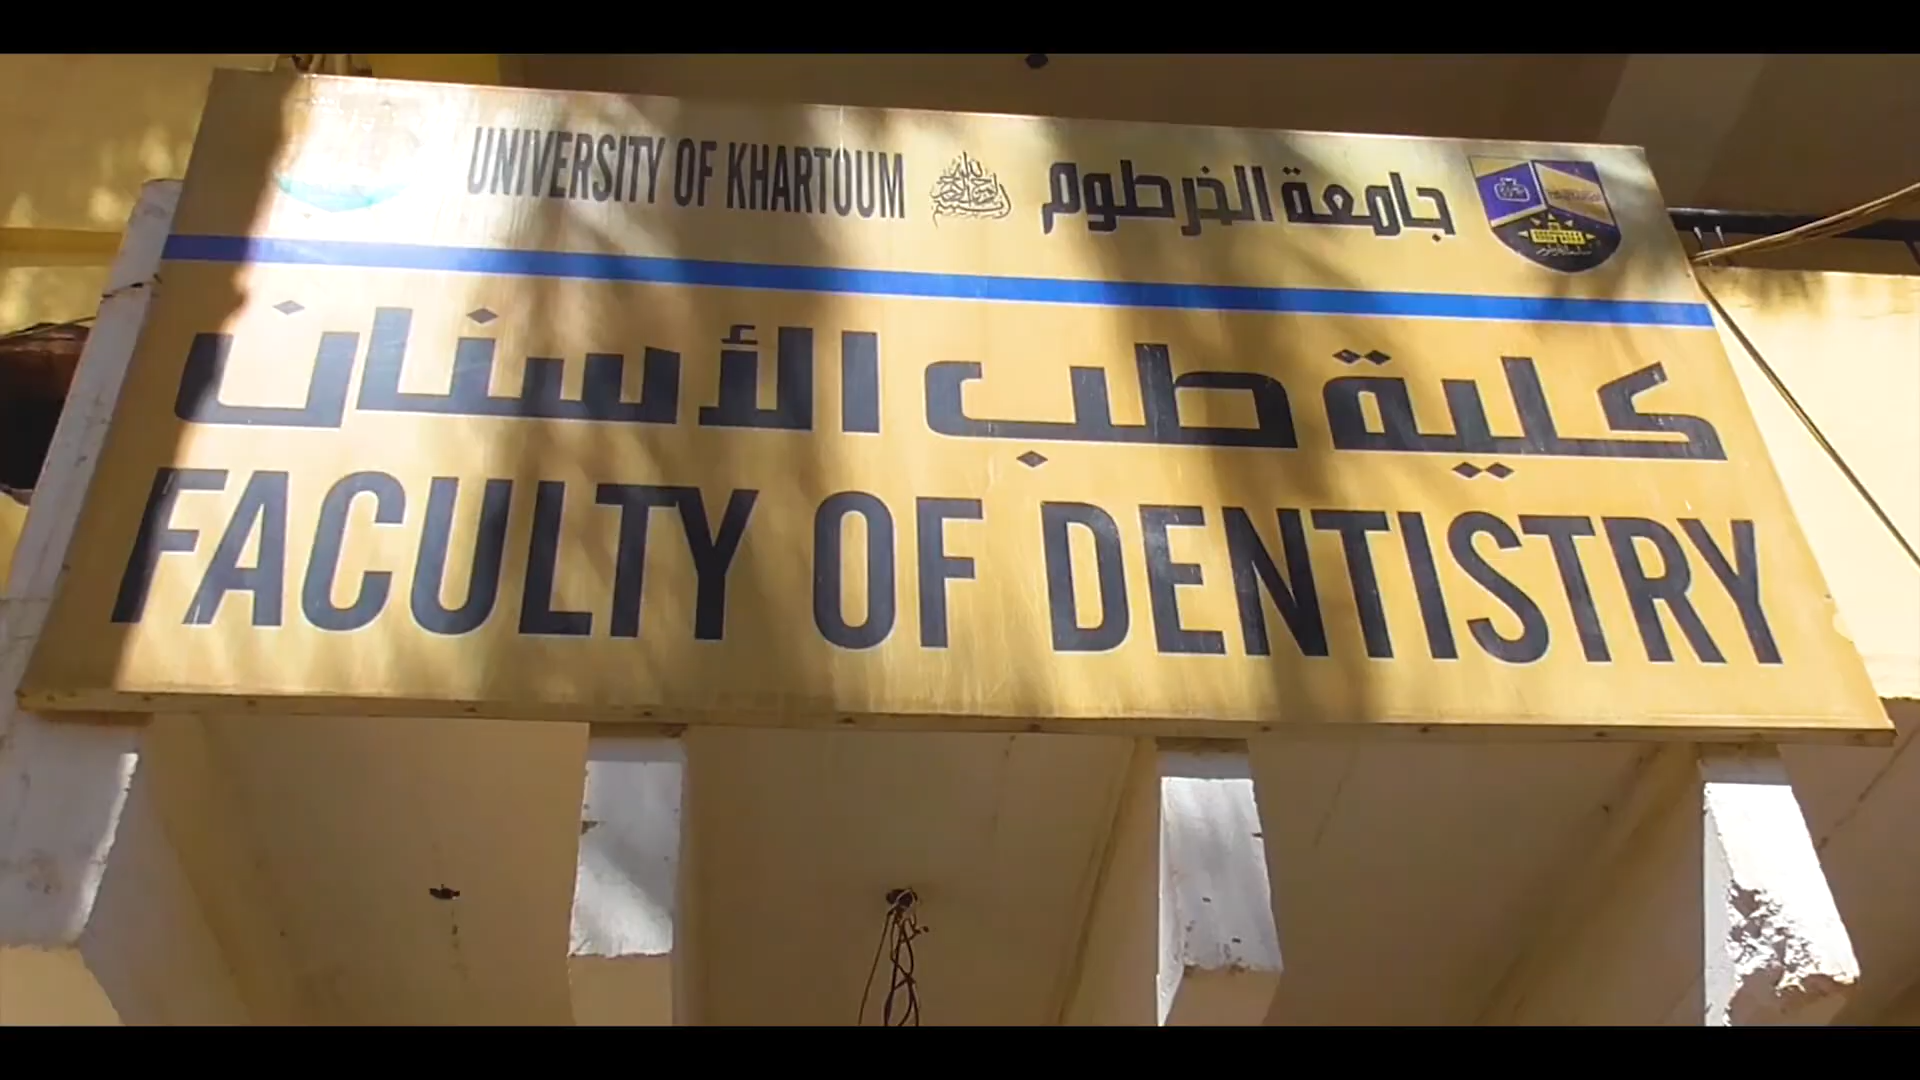 UNIVERSITY OF KHARTOUM جامعة الخرطوم
كلية طب الأسنان
FACULTY OF DENTISTRY